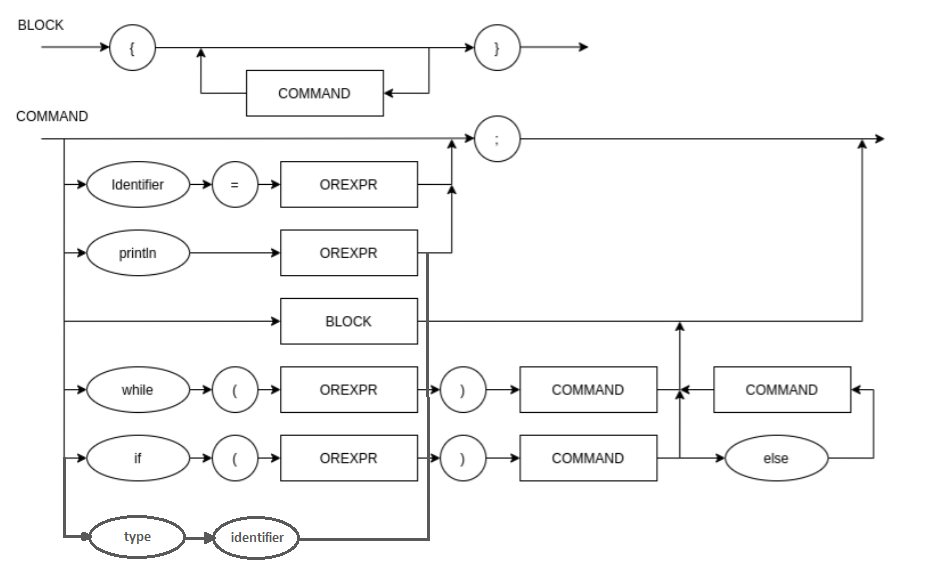 BLOCK
{ }
COMMAND
COMMAND
;
Identifier = OREXPR
println OREXPR
BLOCK
while ( OREXPR ) COMMAND COMMAND
if ( OREXPR ) COMMAND else
type identifier